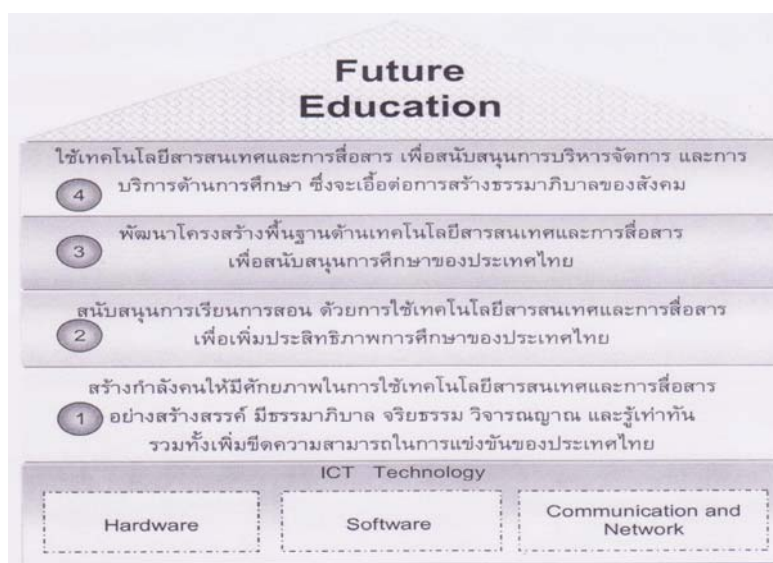 Future
Education
ใช้เทคโนโลยีสารสนเทศและการสื่อสาร เพื่อสนับสนุนการบริหารจัดการ และการ
4 บริการด้านการศึกษา ซึ่งจะเอื้อต่อการสร้างธรรมาภิบาลของสังคม
พัฒนาโครงสร้างพื้นฐานด้านเทคโนโลยีสารสนเทศและการสื่อสาร
3
เพื่อสนับสนุนการศึกษาของประเทศไทย
สนับสนุนการเรียนการสอน ด้วยการใช้เทคโนโลยีสารสนเทศและการสื่อสาร
2 เพื่อเพิ่มประสิทธิภาพการศึกษาของประเทศไทย
สร้างกำลังคนให้มีศักยภาพในการใช้เทคโนโลยีสารสนเทศและการสื่อสาร
1 อย่างสร้างสรรค์ มีธรรมาภิบาล จริยธรรม วิจารณญาณ และรู้เท่าทัน
รวมทั้งเพิ่มขีดความสามารถในการแข่งขันของประเทศไทย
ICT Technology
Hardware
Software
Communication and
Network